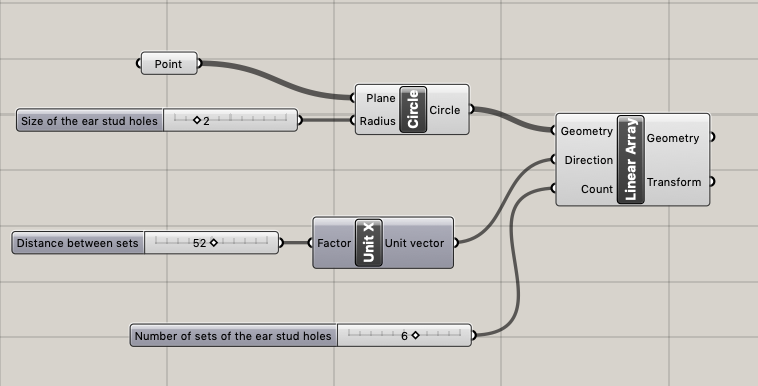 Point
Plane
Radius
Circle
Circle
Size of the ear stud holes
2
Geometry
Direction
Count
Linear Array
Geometry
Transform
Distance between sets
52
Factor
Unit X
Unit vector
Number of sets of the ear stud holes
6